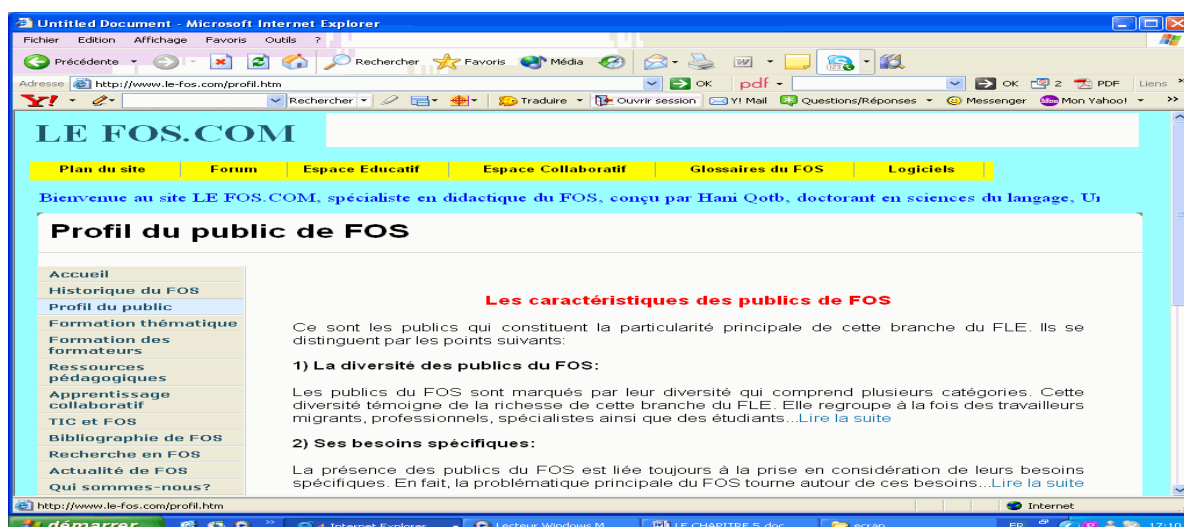 Untitled Document - Microsoft Internet Explorer
Fichier Edition Affichage Favoris Outils ?
Précédente Rechercher Favoris Média
Adresse http://www.le-fos.com/profil.htm OK pdf - OK 2 PDF Liens »
Y! Rechercher Traduire Ouvrir session Y! Mail Questions/Réponses Messenger Mon Yahoo! »
LE FOS.COM
Plan du site Forum Espace Educatif Espace Collaboratif Glossaires du FOS Logiciels
Bienvenue au site LE FOS.COM, spécialiste en didactique du FOS, conçu par Hani Qotb, doctorant en sciences du langage, Un
Profil du public de FOS
Accueil
Historique du FOS
Profil du public
Formation thématique
Formation des
formateurs
Ressources
pédagogiques
Apprentissage
collaboratif
TIC et FOS
Bibliographie de FOS
Recherche en FOS
Actualité de FOS
Qui sommes-nous?
Les caractéristiques des publics de FOS
Ce sont les publics qui constituent la particularité principale de cette branche du FLE. Ils se
distinguent par les points suivants:
1) La diversité des publics du FOS:
Les publics du FOS sont marqués par leur diversité qui comprend plusieurs catégories. Cette
diversité témoigne de la richesse de cette branche du FLE. Elle regroupe à la fois des travailleurs
migrants, professionnels, spécialistes ainsi que des étudiants...Lire la suite
2) Ses besoins spécifiques:
La présence des publics du FOS est liée toujours à la prise en considération de leurs besoins
spécifiques. En fait, la problématique principale du FOS tourne autour de ces besoins...Lire la suite
http://www.le-fos.com/profil.htm Internet
démarrer » 4 Internet Explorer Lecteur Windows M... LE CHAPITRE 5.doc ... ecran FR 17:10